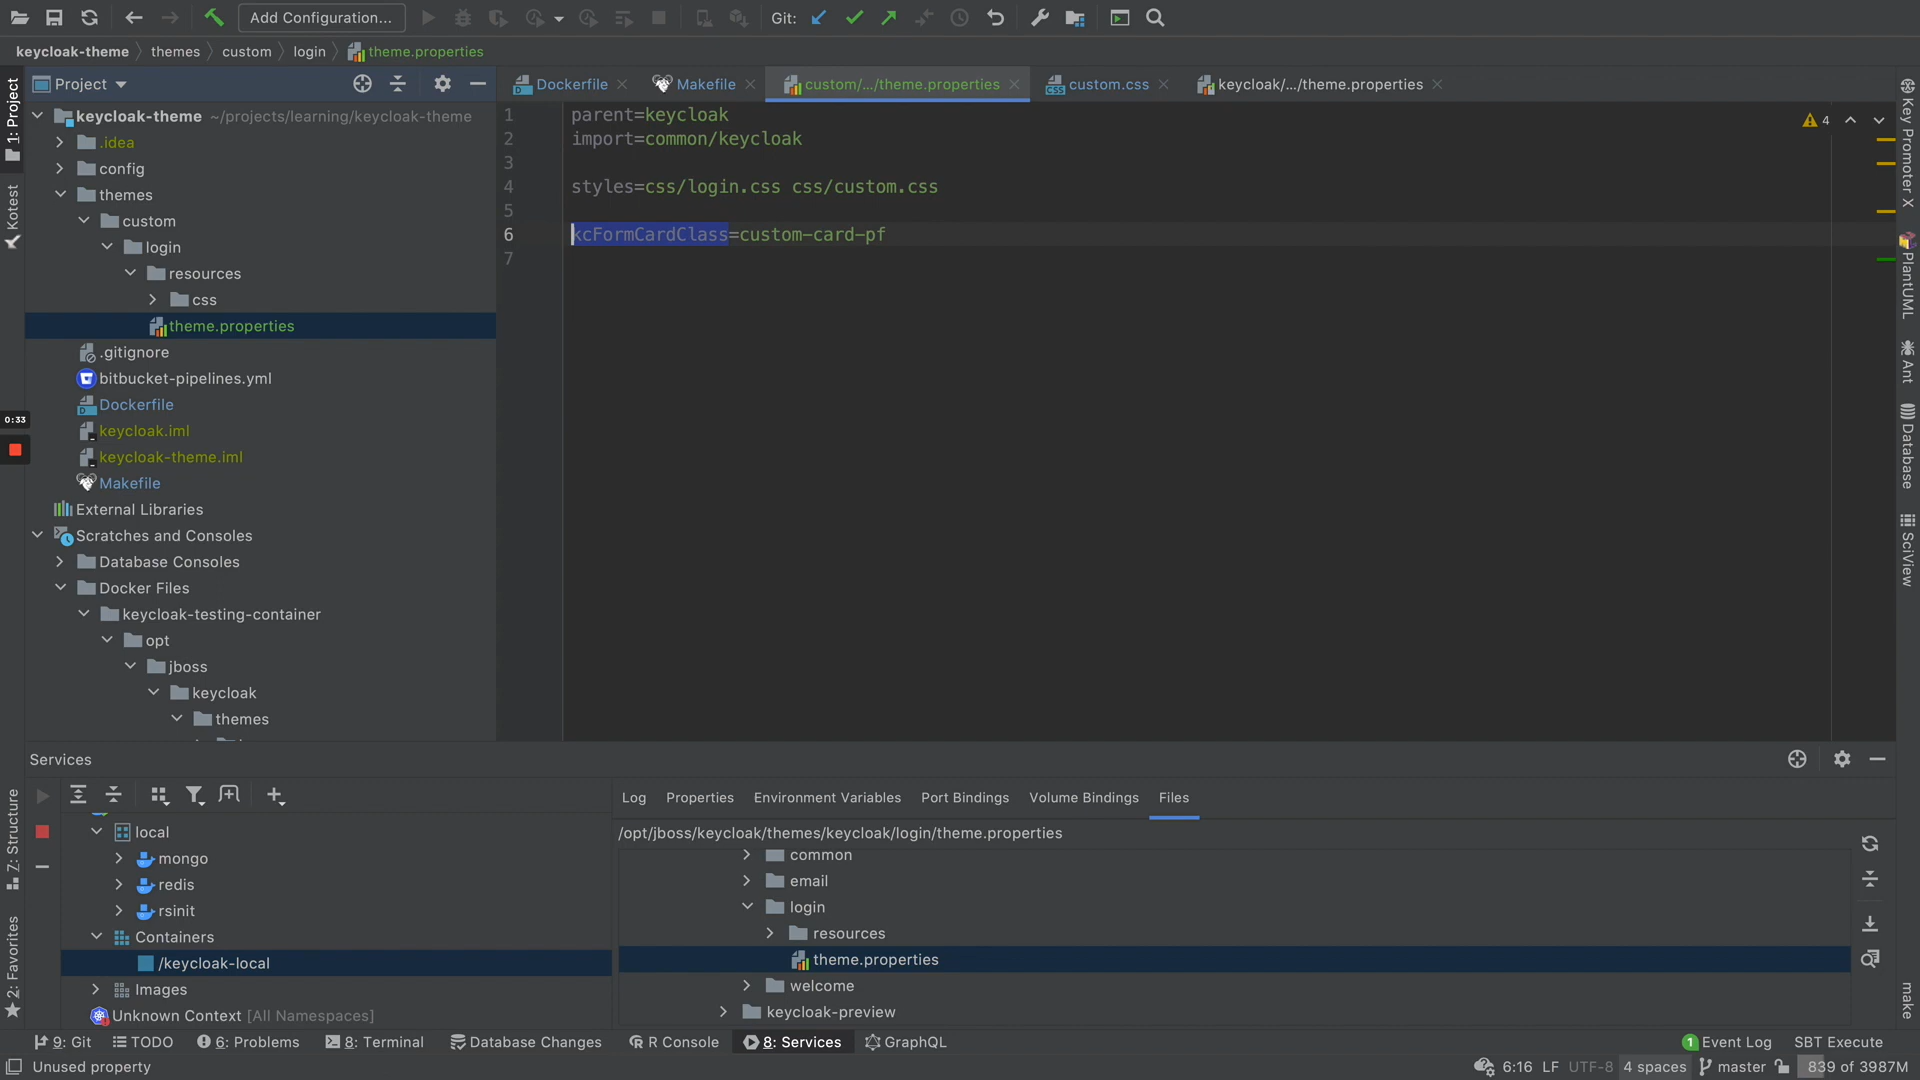 Add Configuration...
Git:
keycloak-theme
themes
custom
login
theme.properties
1: Project
Kotest
0:33
Z: Structure
2: Favorites
Project
keycloak-theme ~/projects/learning/keycloak-theme
.idea
config
themes
custom
login
resources
css
theme.properties
.gitignore
bitbucket-pipelines.yml
Dockerfile
keycloak.iml
keycloak-theme.iml
Makefile
External Libraries
Scratches and Consoles
Database Consoles
Docker Files
keycloak-testing-container
opt
jboss
keycloak
themes
Dockerfile
Makefile
custom/.../theme.properties
custom.css
keycloak/.../theme.properties
1 parent=keycloak
2 import=common/keycloak
3
4 styles=css/login.css css/custom.css
5
6 kcFormCardClass=custom-card-pf
7
4
Key Promoter X
PlantUML
Ant
Database
SciView
make
Services
local
mongo
redis
rsinit
Containers
/keycloak-local
Images
Unknown Context [All Namespaces]
Log
Properties
Environment Variables
Port Bindings
Volume Bindings
Files
/opt/jboss/keycloak/themes/keycloak/login/theme.properties
common
email
login
resources
theme.properties
welcome
keycloak-preview
9: Git
TODO
6: Problems
8: Terminal
Database Changes
R Console
8: Services
GraphQL
1 Event Log
SBT Execute
Unused property
6:16
LF
UTF-8
4 spaces
master
839 of 3987M